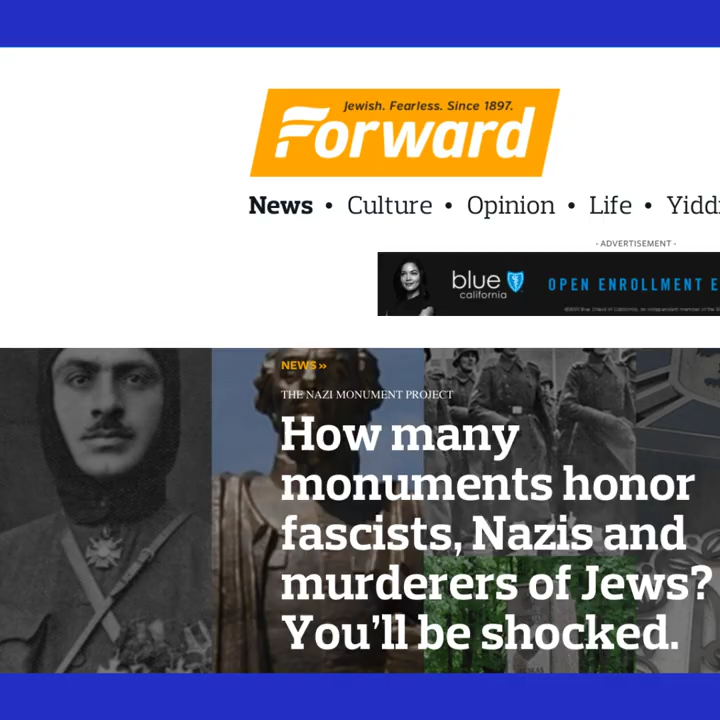 Jewish. Fearless. Since 1897.
Forward
News • Culture • Opinion • Life • Yiddi
- ADVERTISEMENT -
blue
california
OPEN ENROLLMENT E
NEWS »
THE NAZI MONUMENT PROJECT
How many
monuments honor
fascists, Nazis and
murderers of Jews?
You'll be shocked.